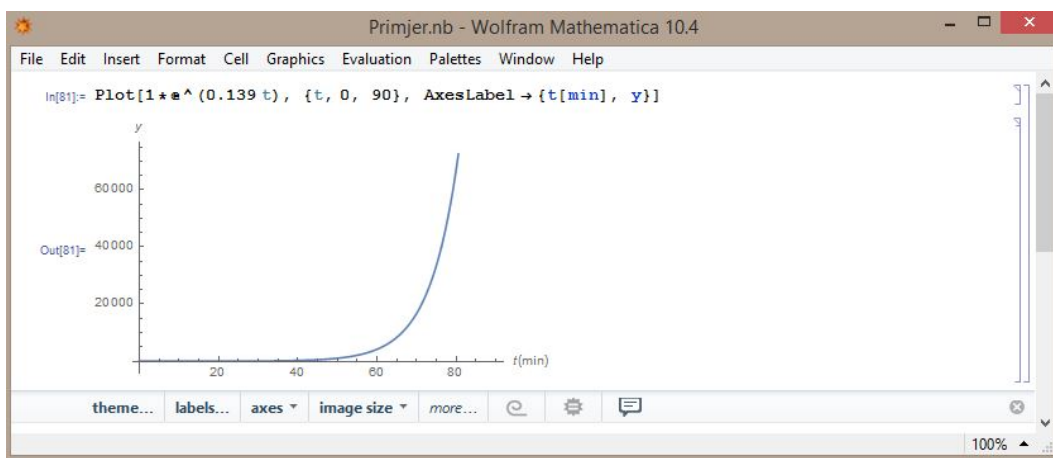 Primjer.nb - Wolfram Mathematica 10.4
File Edit Insert Format Cell Graphics Evaluation Palettes Window Help
In[81]:= Plot[1*ⅇ^(0.139 t), {t, 0, 90}, AxesLabel → {t[min], y}]
y
60000
Out[81]= 40000
20000
20 40 60 80 t(min)
theme... labels... axes image size more...
100%